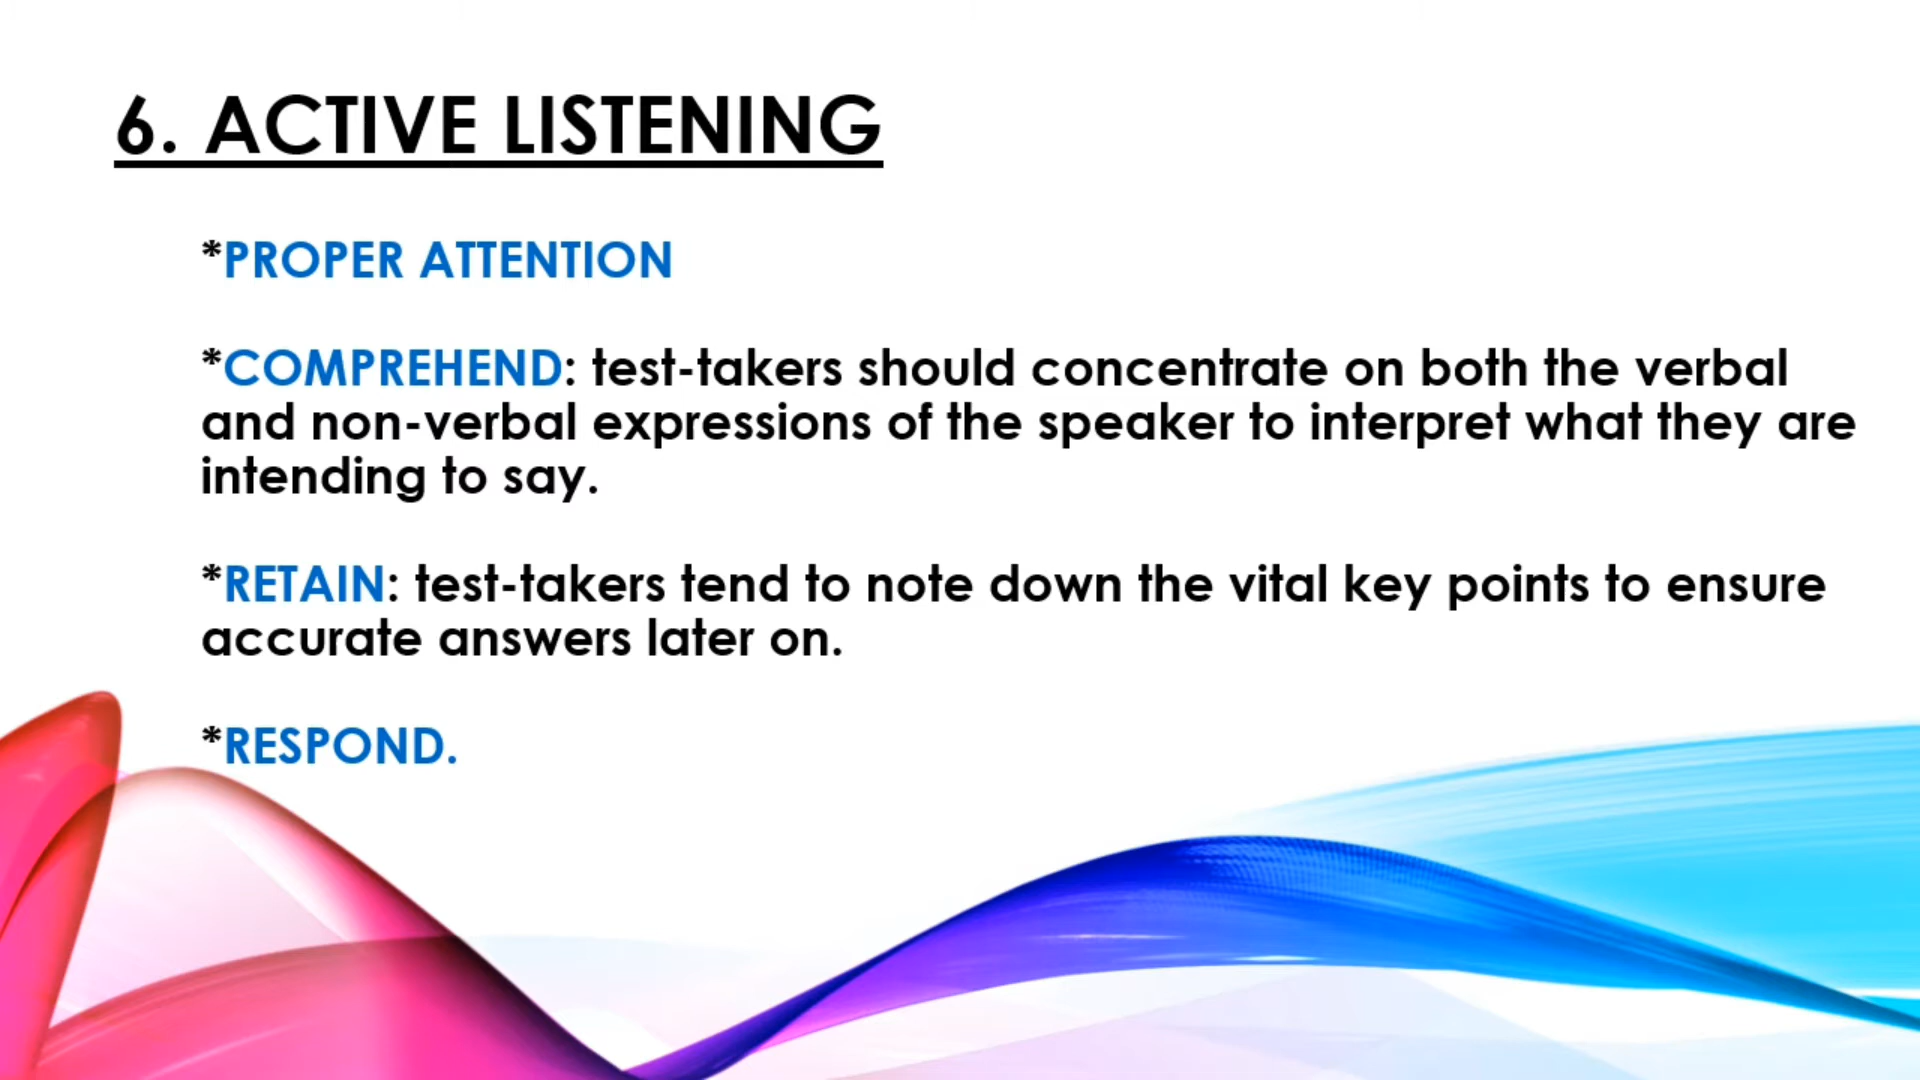 6. ACTIVE LISTENING
*PROPER ATTENTION
*COMPREHEND: test-takers should concentrate on both the verbal
and non-verbal expressions of the speaker to interpret what they are
intending to say.
*RETAIN: test-takers tend to note down the vital key points to ensure
accurate answers later on.
*RESPOND.